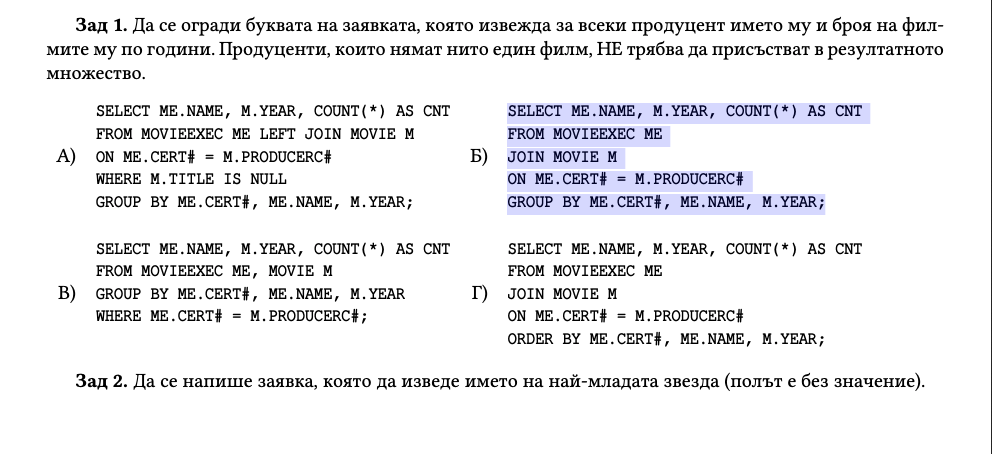 Зад 1. Да се огради буквата на заявката, която извежда за всеки продуцент името му и броя на фил-
мите му по години. Продуценти, които нямат нито един филм, НЕ трябва да присъстват в резултатното
множество.
А)
SELECT ME.NAME, M.YEAR, COUNT(*) AS CNT
FROM MOVIEEXEC ME LEFT JOIN MOVIE M
ON ME.CERT# = M.PRODUCERC#
WHERE M.TITLE IS NULL
GROUP BY ME.CERT#, ME.NAME, M.YEAR;
Б)
SELECT ME.NAME, M.YEAR, COUNT(*) AS CNT
FROM MOVIEEXEC ME
JOIN MOVIE M
ON ME.CERT# = M.PRODUCERC#
GROUP BY ME.CERT#, ME.NAME, M.YEAR;
В)
SELECT ME.NAME, M.YEAR, COUNT(*) AS CNT
FROM MOVIEEXEC ME, MOVIE M
GROUP BY ME.CERT#, ME.NAME, M.YEAR
WHERE ME.CERT# = M.PRODUCERC#;
Г)
SELECT ME.NAME, M.YEAR, COUNT(*) AS CNT
FROM MOVIEEXEC ME
JOIN MOVIE M
ON ME.CERT# = M.PRODUCERC#
ORDER BY ME.CERT#, ME.NAME, M.YEAR;
Зад 2. Да се напише заявка, която да изведе името на най-младата звезда (полът е без значение).